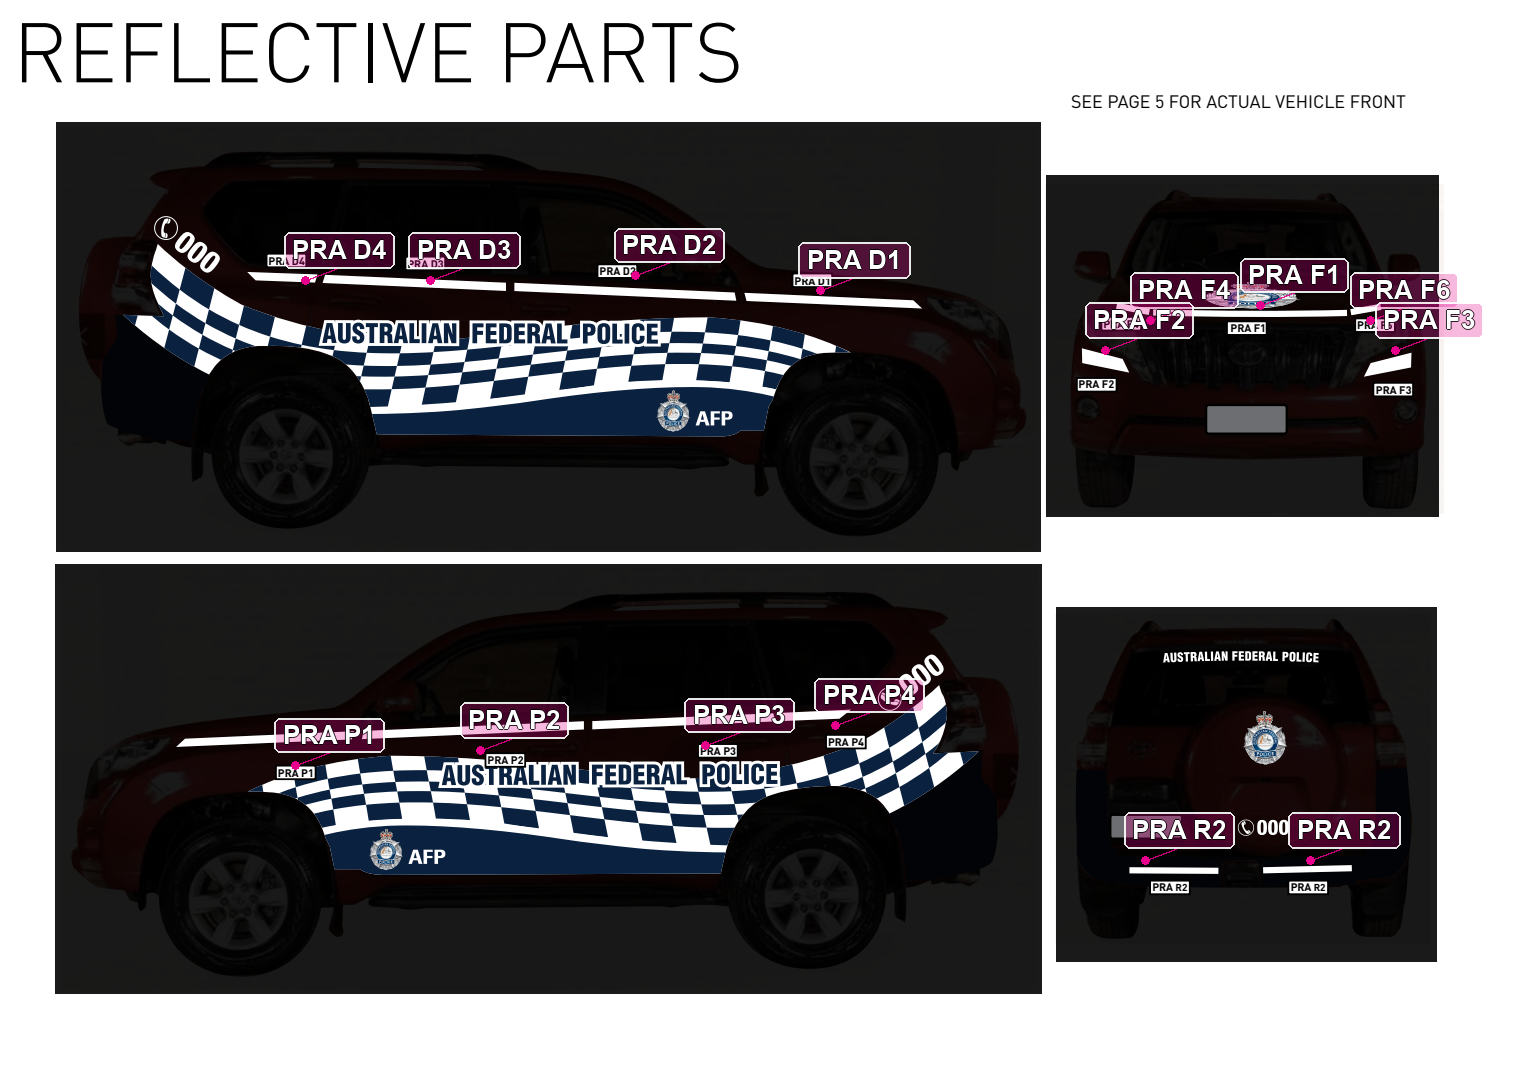 REFLECTIVE PARTS
SEE PAGE 5 FOR ACTUAL VEHICLE FRONT
000
PRA D4
PRA D3
PRA D2
PRA D1
PRA D3
PRA D1
AUSTRALIAN FEDERAL POLICE
AFP
PRA F1
PRA F4
PRA F6
PRA F2
PRA F3
PRA F1
PRA F2
PRA F3
000
PRA P4
PRA P3
PRA P2
PRA P1
PRA P4
PRA P3
PRA P2
PRA P1
AUSTRALIAN FEDERAL POLICE
AFP
AUSTRALIAN FEDERAL POLICE
PRA R2
000
PRA R2
PRA R2
PRA R2